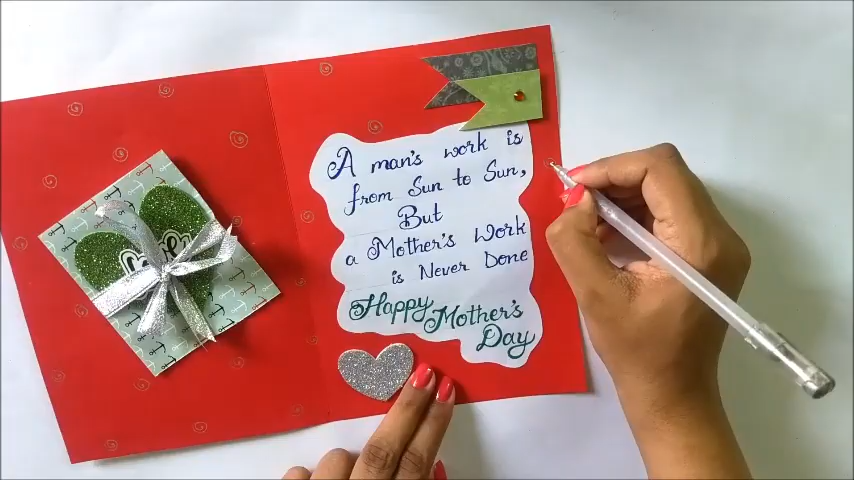 A man's work is
from Sun to Sun,
But
a Mother's Work
is Never Done
Happy Mother's
Day